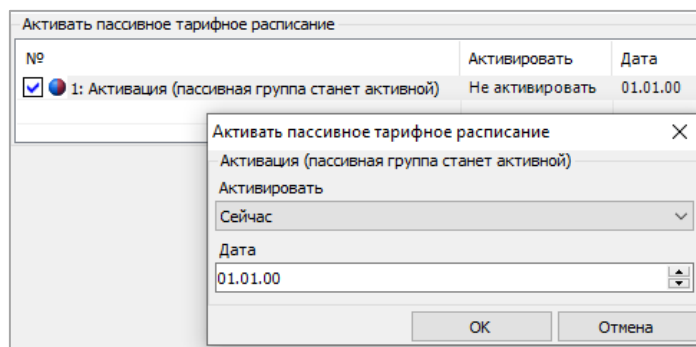 Активать пассивное тарифное расписание
№ Активировать Дата
1: Активация (пассивная группа станет активной) Не активировать 01.01.00
Активать пассивное тарифное расписание
Активация (пассивная группа станет активной)
Активировать
Сейчас
Дата
01.01.00
ОК Отмена